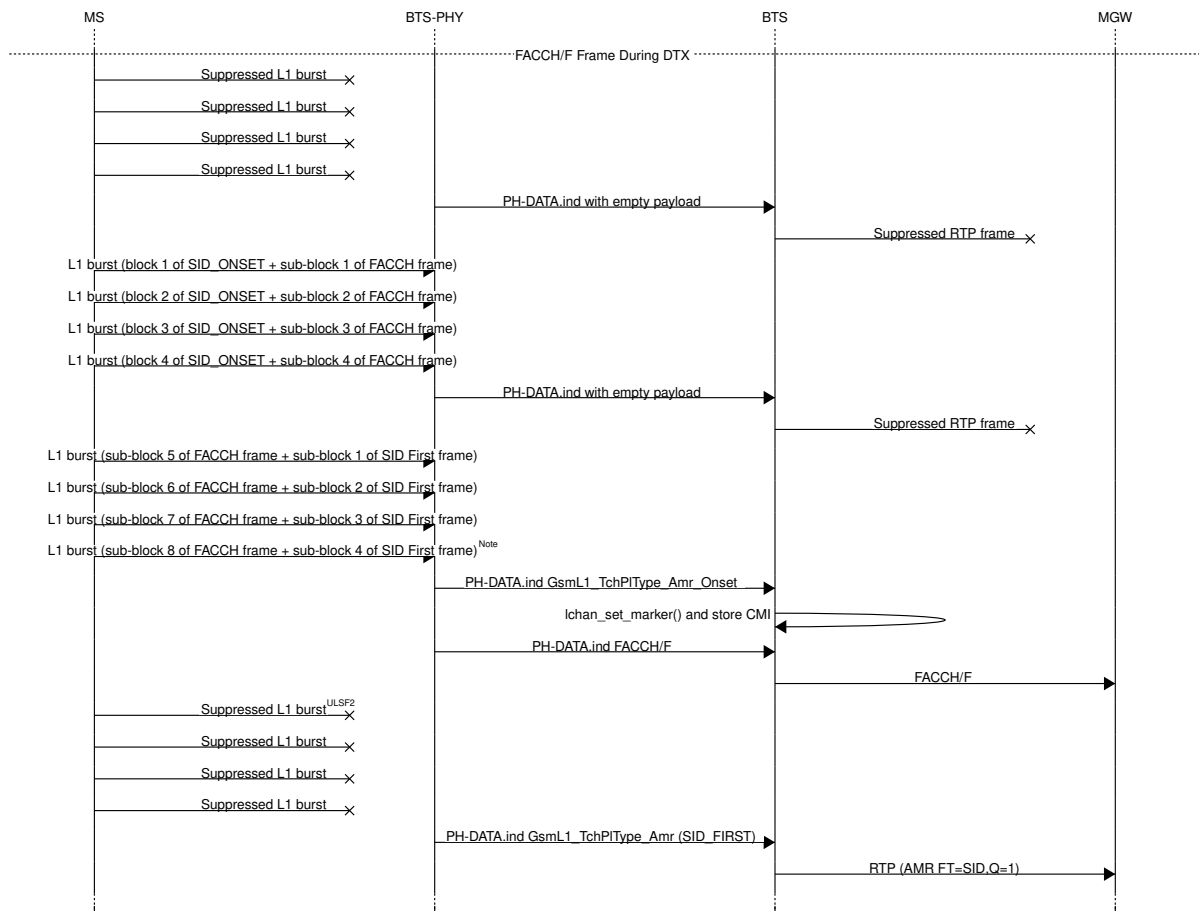 MS BTS-PHY BTS MGW
FACCH/F Frame During DTX
Suppressed L1 burst
Suppressed L1 burst
Suppressed L1 burst
Suppressed L1 burst
PH-DATA.ind with empty payload
Suppressed RTP frame
L1 burst (block 1 of SID_ONSET + sub-block 1 of FACCH frame)
L1 burst (block 2 of SID_ONSET + sub-block 2 of FACCH frame)
L1 burst (block 3 of SID_ONSET + sub-block 3 of FACCH frame)
L1 burst (block 4 of SID_ONSET + sub-block 4 of FACCH frame)
PH-DATA.ind with empty payload
Suppressed RTP frame
L1 burst (sub-block 5 of FACCH frame + sub-block 1 of SID First frame)
L1 burst (sub-block 6 of FACCH frame + sub-block 2 of SID First frame)
L1 burst (sub-block 7 of FACCH frame + sub-block 3 of SID First frame)
L1 burst (sub-block 8 of FACCH frame + sub-block 4 of SID First frame) Note
PH-DATA.ind GsmL1_TchPlType_Amr_Onset
lchan_set_marker() and store CMI
PH-DATA.ind FACCH/F
FACCH/F
Suppressed L1 burst ULSF2
Suppressed L1 burst
Suppressed L1 burst
Suppressed L1 burst
PH-DATA.ind GsmL1_TchPlType_Amr (SID_FIRST)
RTP (AMR FT=SID,Q=1)